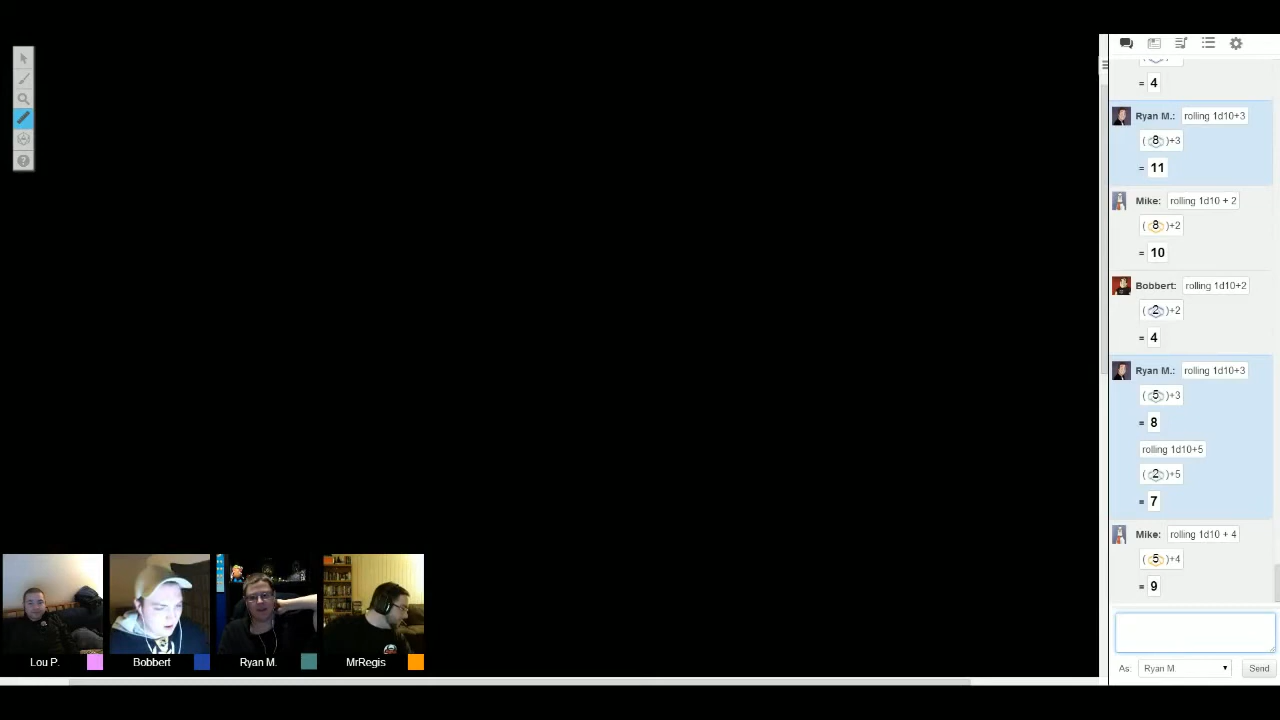 = 4
Ryan M.: rolling 1d10+3
( 8 )+3
= 11
Mike: rolling 1d10 + 2
( 8 )+2
= 10
Bobbert: rolling 1d10+2
( 2 )+2
= 4
Ryan M.: rolling 1d10+3
( 5 )+3
= 8
rolling 1d10+5
( 2 )+5
= 7
Mike: rolling 1d10 + 4
( 5 )+4
= 9
As: Ryan M. Send
Lou P. Bobbert Ryan M. MrRegis